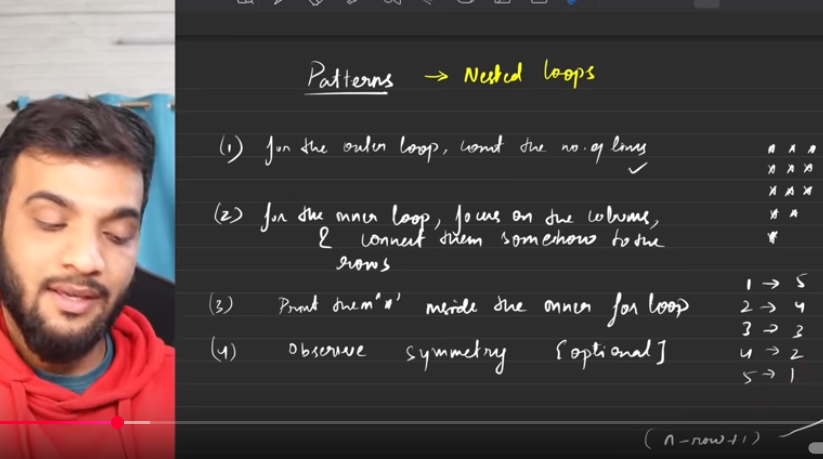 Patterns → Nested loops
(1) for the outer loop, count the no. of lines
(2) for the inner loop, focus on the columns,
& connect them somehow to the
rows
(3) Print them '*' inside the inner for loop
(4) Observe symmetry [optional]
* * *
* * *
* * *
* *
*
1 → 5
2 → 4
3 → 3
4 → 2
5 → 1
(n-row+1)